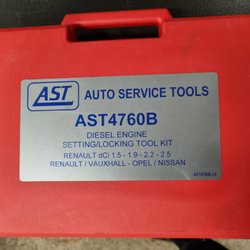 AST AUTO SERVICE TOOLS
AST4760B
DIESEL ENGINE
SETTING/LOCKING TOOL KIT
RENAULT dCi 1.5 - 1.9 - 2.2 - 2.5
RENAULT / VAUXHALL - OPEL / NISSAN